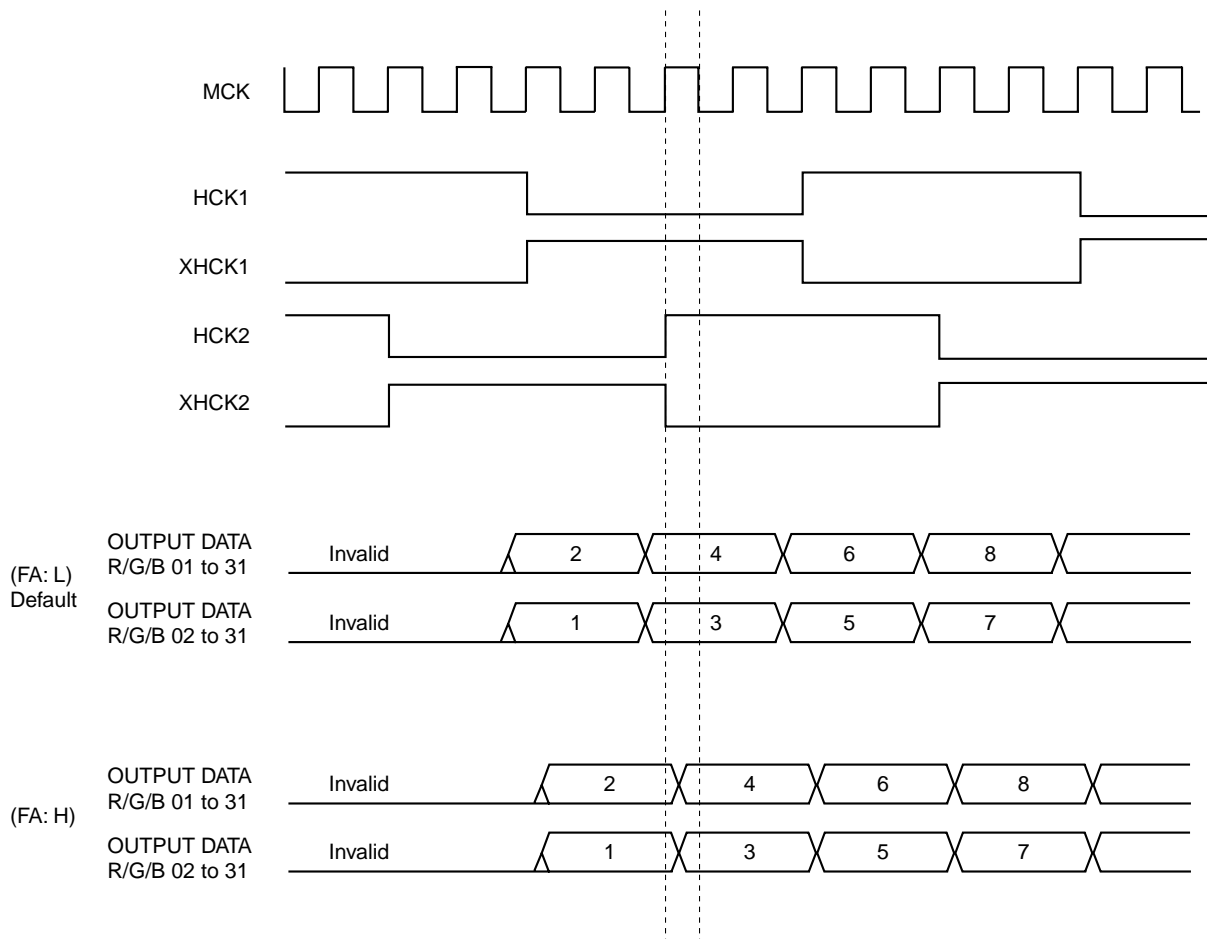 MCK
HCK1
XHCK1
HCK2
XHCK2
(FA: L)
Default
OUTPUT DATA
R/G/B 01 to 31
Invalid
2
4
6
8
OUTPUT DATA
R/G/B 02 to 31
Invalid
1
3
5
7
(FA: H)
OUTPUT DATA
R/G/B 01 to 31
Invalid
2
4
6
8
OUTPUT DATA
R/G/B 02 to 31
Invalid
1
3
5
7